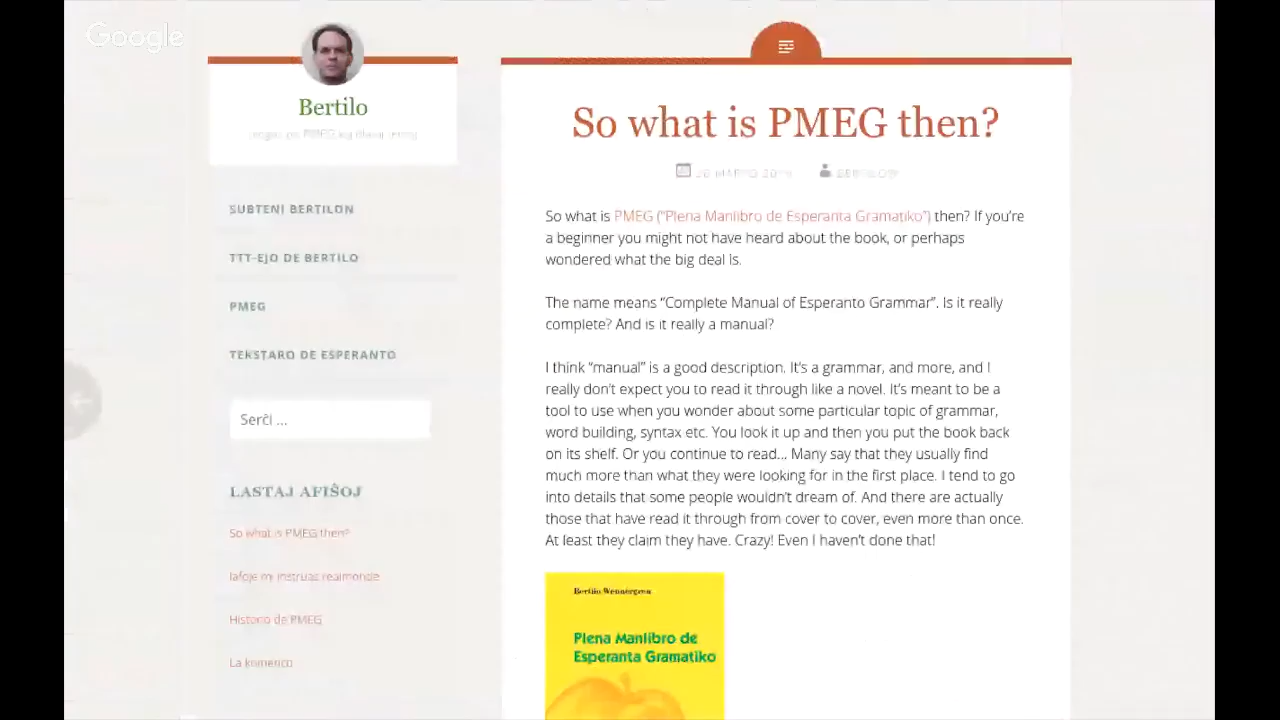 Google
Bertilo
SUBTENI BERTILON
TTT-EJO DE BERTILO
PMEG
TEKSTARO DE ESPERANTO
Serĉi ...
LASTAJ AFIŜOJ
So what is PMEG then?
Iafoje mi instruas realmonde
Historio de PMEG
La komenco
So what is PMEG then?
So what is PMEG (“Plena Manlibro de Esperanta Gramatiko”) then? If you’re
a beginner you might not have heard about the book, or perhaps
wondered what the big deal is.
The name means “Complete Manual of Esperanto Grammar”. Is it really
complete? And is it really a manual?
I think “manual” is a good description. It’s a grammar, and more, and I
really don’t expect you to read it through like a novel. It’s meant to be a
tool to use when you wonder about some particular topic of grammar,
word building, syntax etc. You look it up and then you put the book back
on its shelf. Or you continue to read… Many say that they usually find
much more than what they were looking for in the first place. I tend to go
into details that some people wouldn’t dream of. And there are actually
those that have read it through from cover to cover, even more than once.
At least they claim they have. Crazy! Even I haven’t done that!
Bertilo Wennergren
Plena Manlibro de
Esperanta Gramatiko